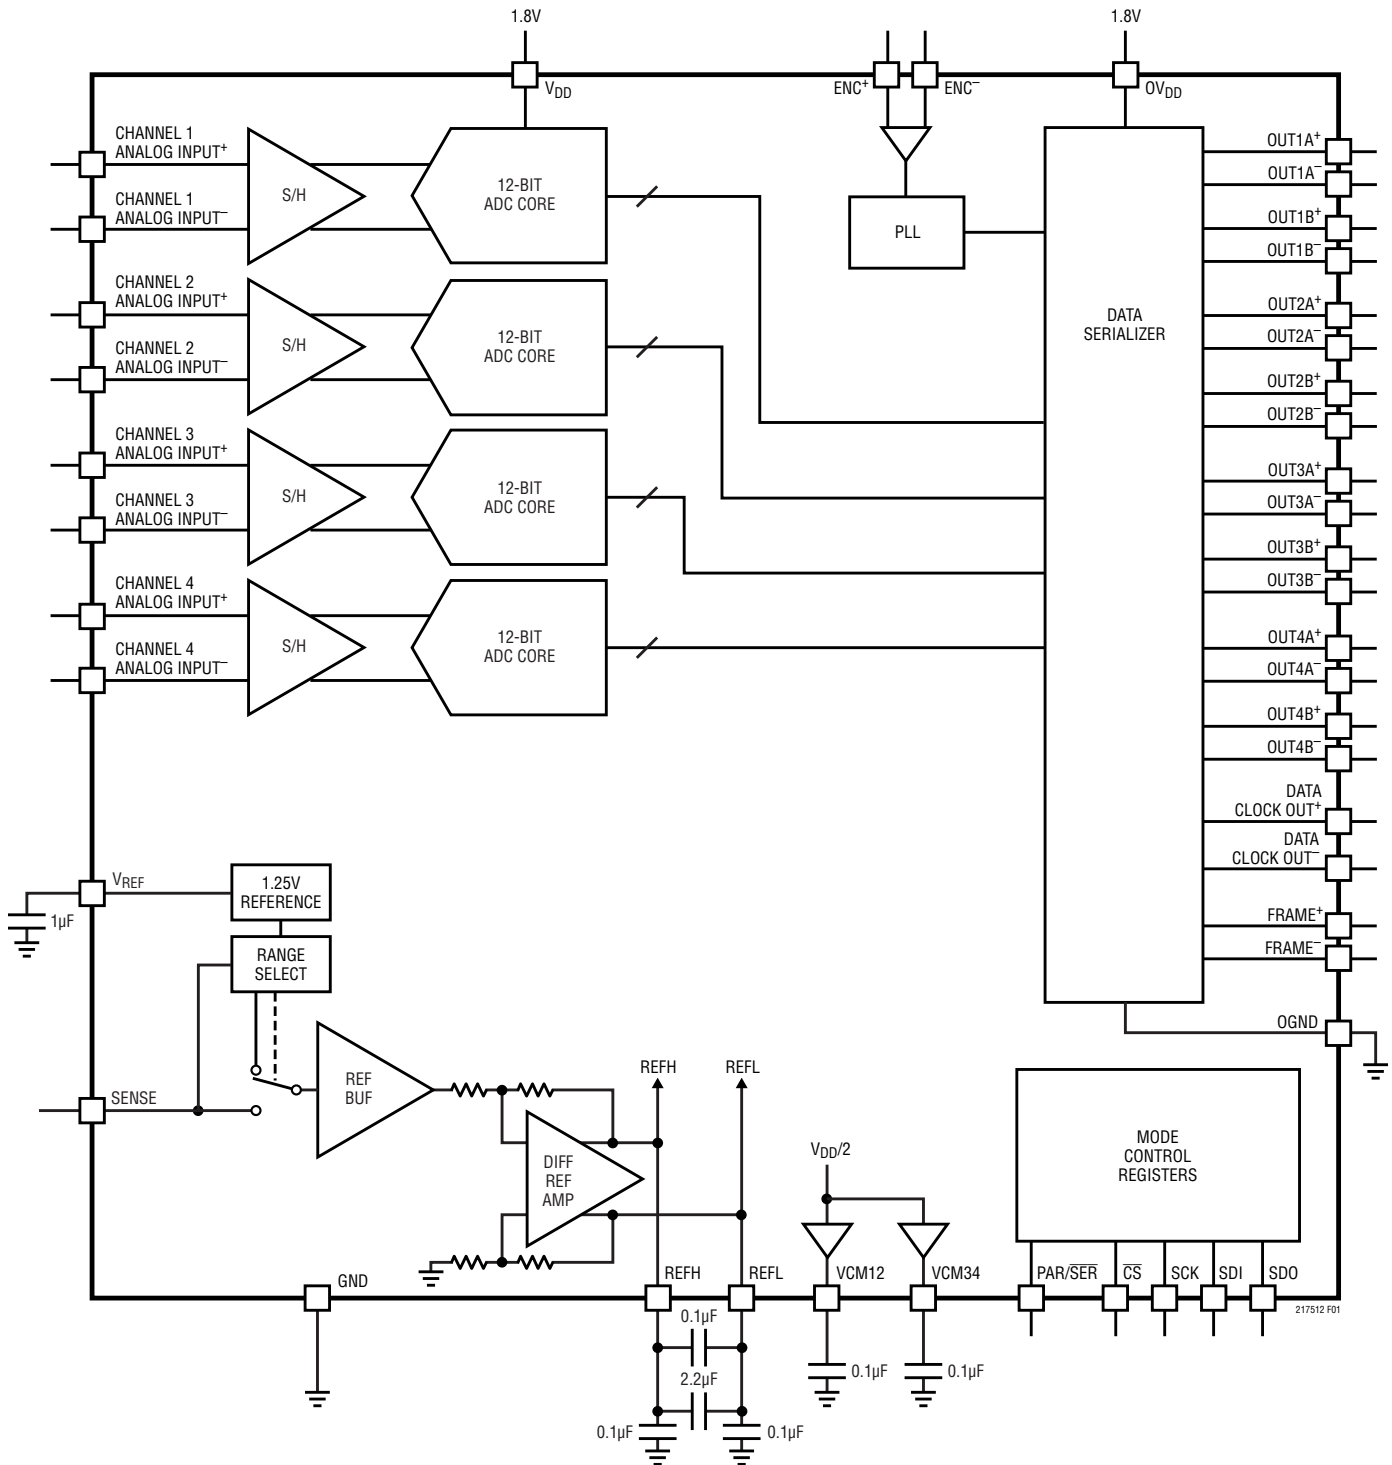 1.8V
1.8V
VDD
ENC+
ENC–
OVDD
CHANNEL 1
ANALOG INPUT+
CHANNEL 1
ANALOG INPUT–
S/H
12-BIT
ADC CORE
CHANNEL 2
ANALOG INPUT+
CHANNEL 2
ANALOG INPUT–
S/H
12-BIT
ADC CORE
CHANNEL 3
ANALOG INPUT+
CHANNEL 3
ANALOG INPUT–
S/H
12-BIT
ADC CORE
CHANNEL 4
ANALOG INPUT+
CHANNEL 4
ANALOG INPUT–
S/H
12-BIT
ADC CORE
PLL
DATA
SERIALIZER
OUT1A+
OUT1A–
OUT1B+
OUT1B–
OUT2A+
OUT2A–
OUT2B+
OUT2B–
OUT3A+
OUT3A–
OUT3B+
OUT3B–
OUT4A+
OUT4A–
OUT4B+
OUT4B–
DATA
CLOCK OUT+
DATA
CLOCK OUT–
FRAME+
FRAME–
OGND
VREF
1µF
1.25V
REFERENCE
RANGE
SELECT
SENSE
REF
BUF
DIFF
REF
AMP
REFH
REFL
VDD/2
MODE
CONTROL
REGISTERS
GND
REFH
REFL
VCM12
VCM34
PAR/SER
CS
SCK
SDI
SDO
217512 F01
0.1µF
2.2µF
0.1µF
0.1µF
0.1µF
0.1µF